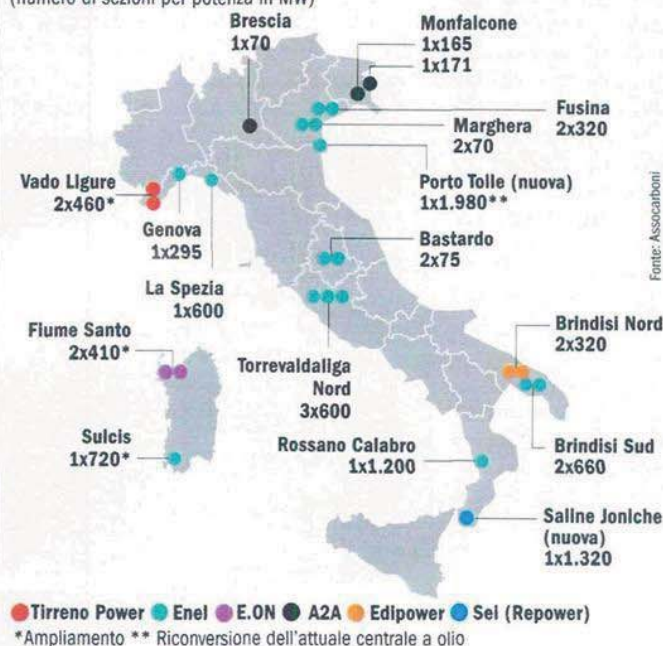 (numero di sezioni per potenza in MW)
Brescia
1x70
Monfalcone
1x165
1x171
Fusina
2x320
Marghera
2x70
Porto Tolle (nuova)
1x1.980**
Vado Ligure
2x460*
Genova
1x295
La Spezia
1x600
Bastardo
2x75
Fiume Santo
2x410*
Torrevaldaliga
Nord
3x600
Brindisi Nord
2x320
Sulcis
1x720*
Rossano Calabro
1x1.200
Brindisi Sud
2x660
Saline Joniche
(nuova)
1x1.320
Fonte: Assocarboni
Tirreno Power Enel E.ON A2A Edipower Sei (Repower)
*Ampliamento ** Riconversione dell'attuale centrale a olio